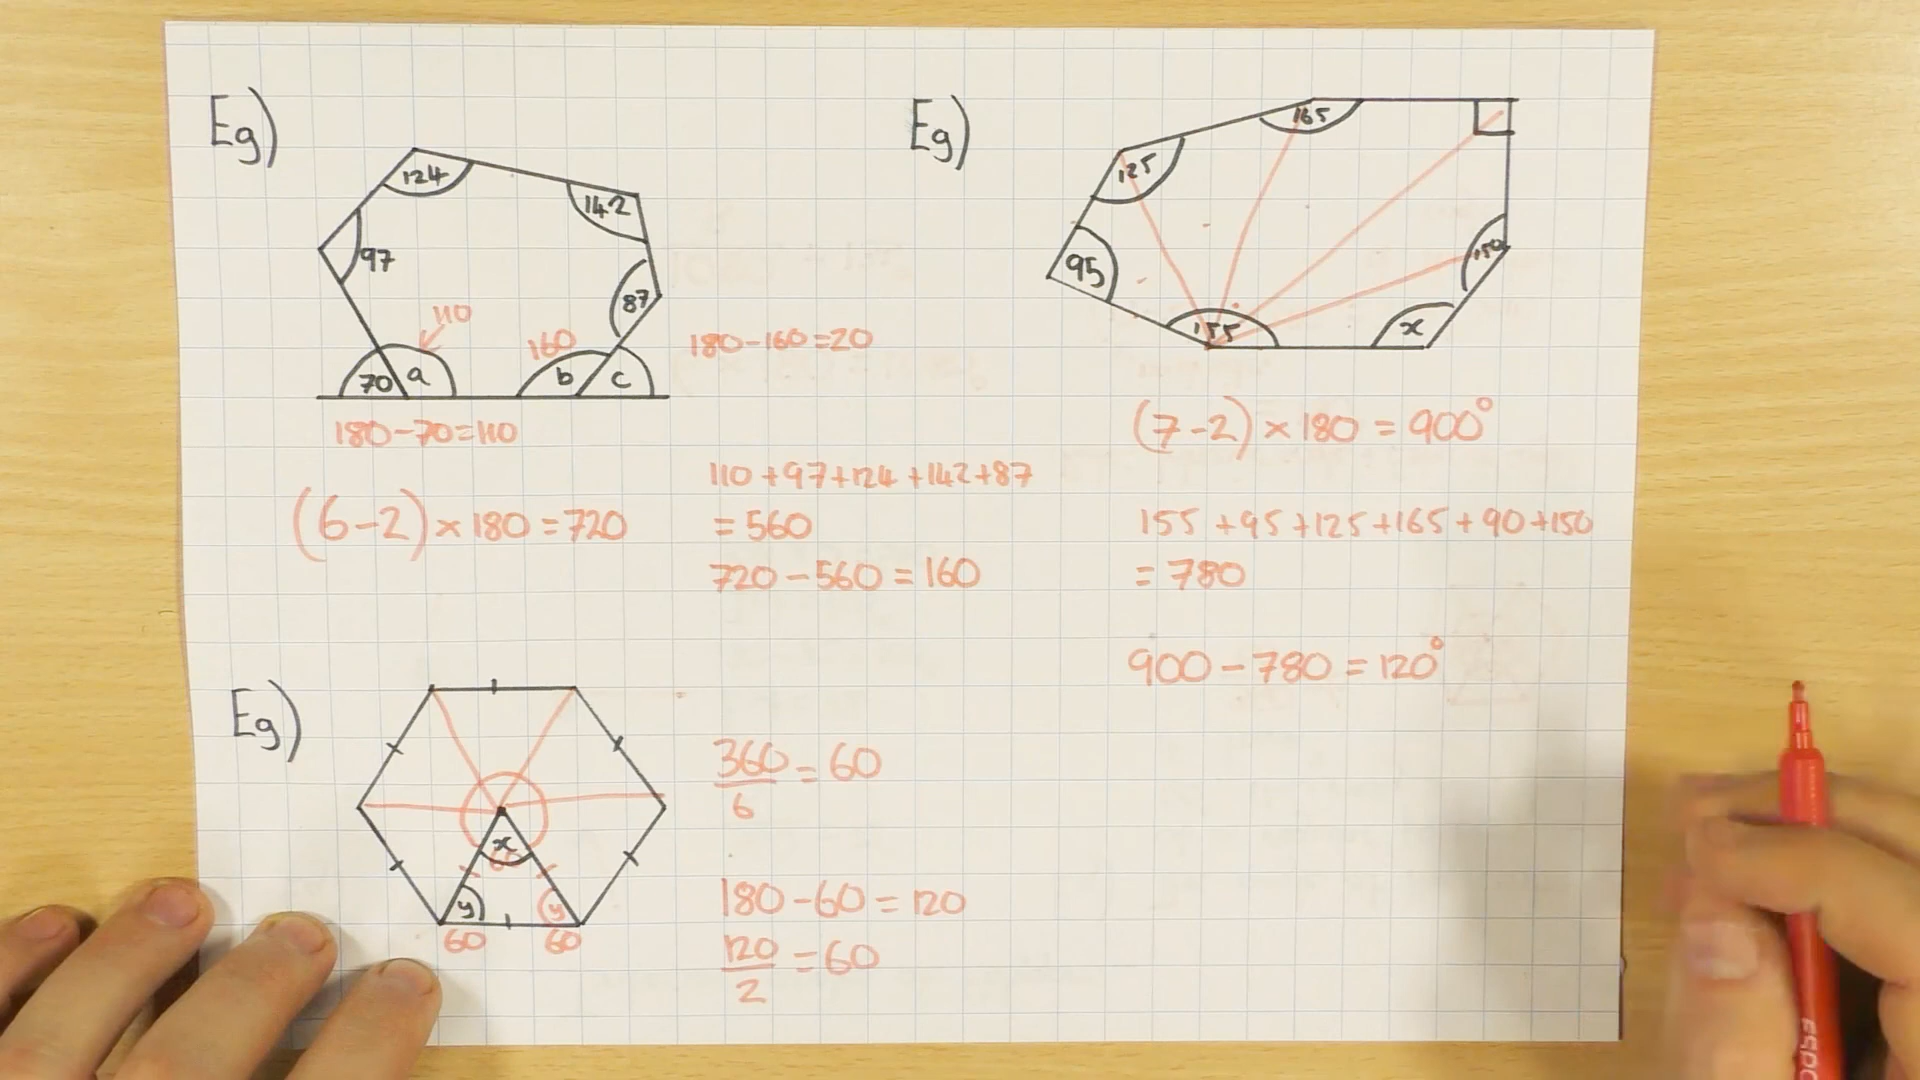 Eg)
124
142
97
87
110
160
70 a
b c
180-160=20
180-70=110
(6-2)×180=720
110+97+124+142+87
=560
720-560=160
Eg)
165
125
150
95
155
x
(7-2)×180=900°
155+95+125+165+90+150
=780
900-780=120°
Eg)
x
y
y
60 60
360/6=60
180-60=120
120/2=60